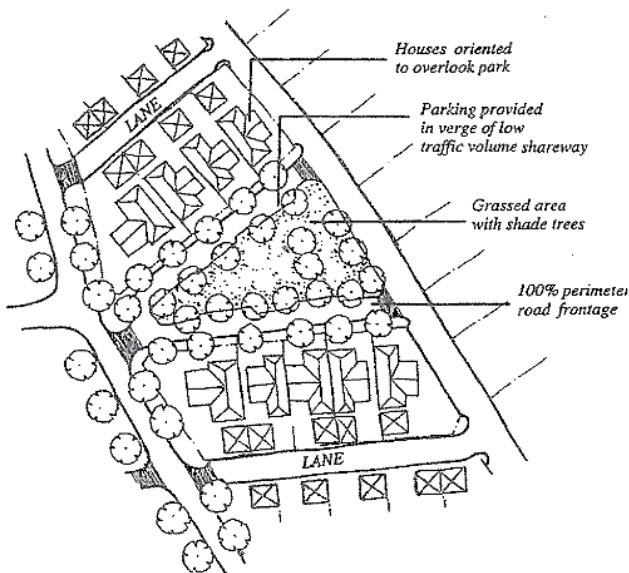 Houses oriented
to overlook park
LANE
Parking provided
in verge of low
traffic volume shareway
Grassed area
with shade trees
100% perimeter
road frontage
LANE